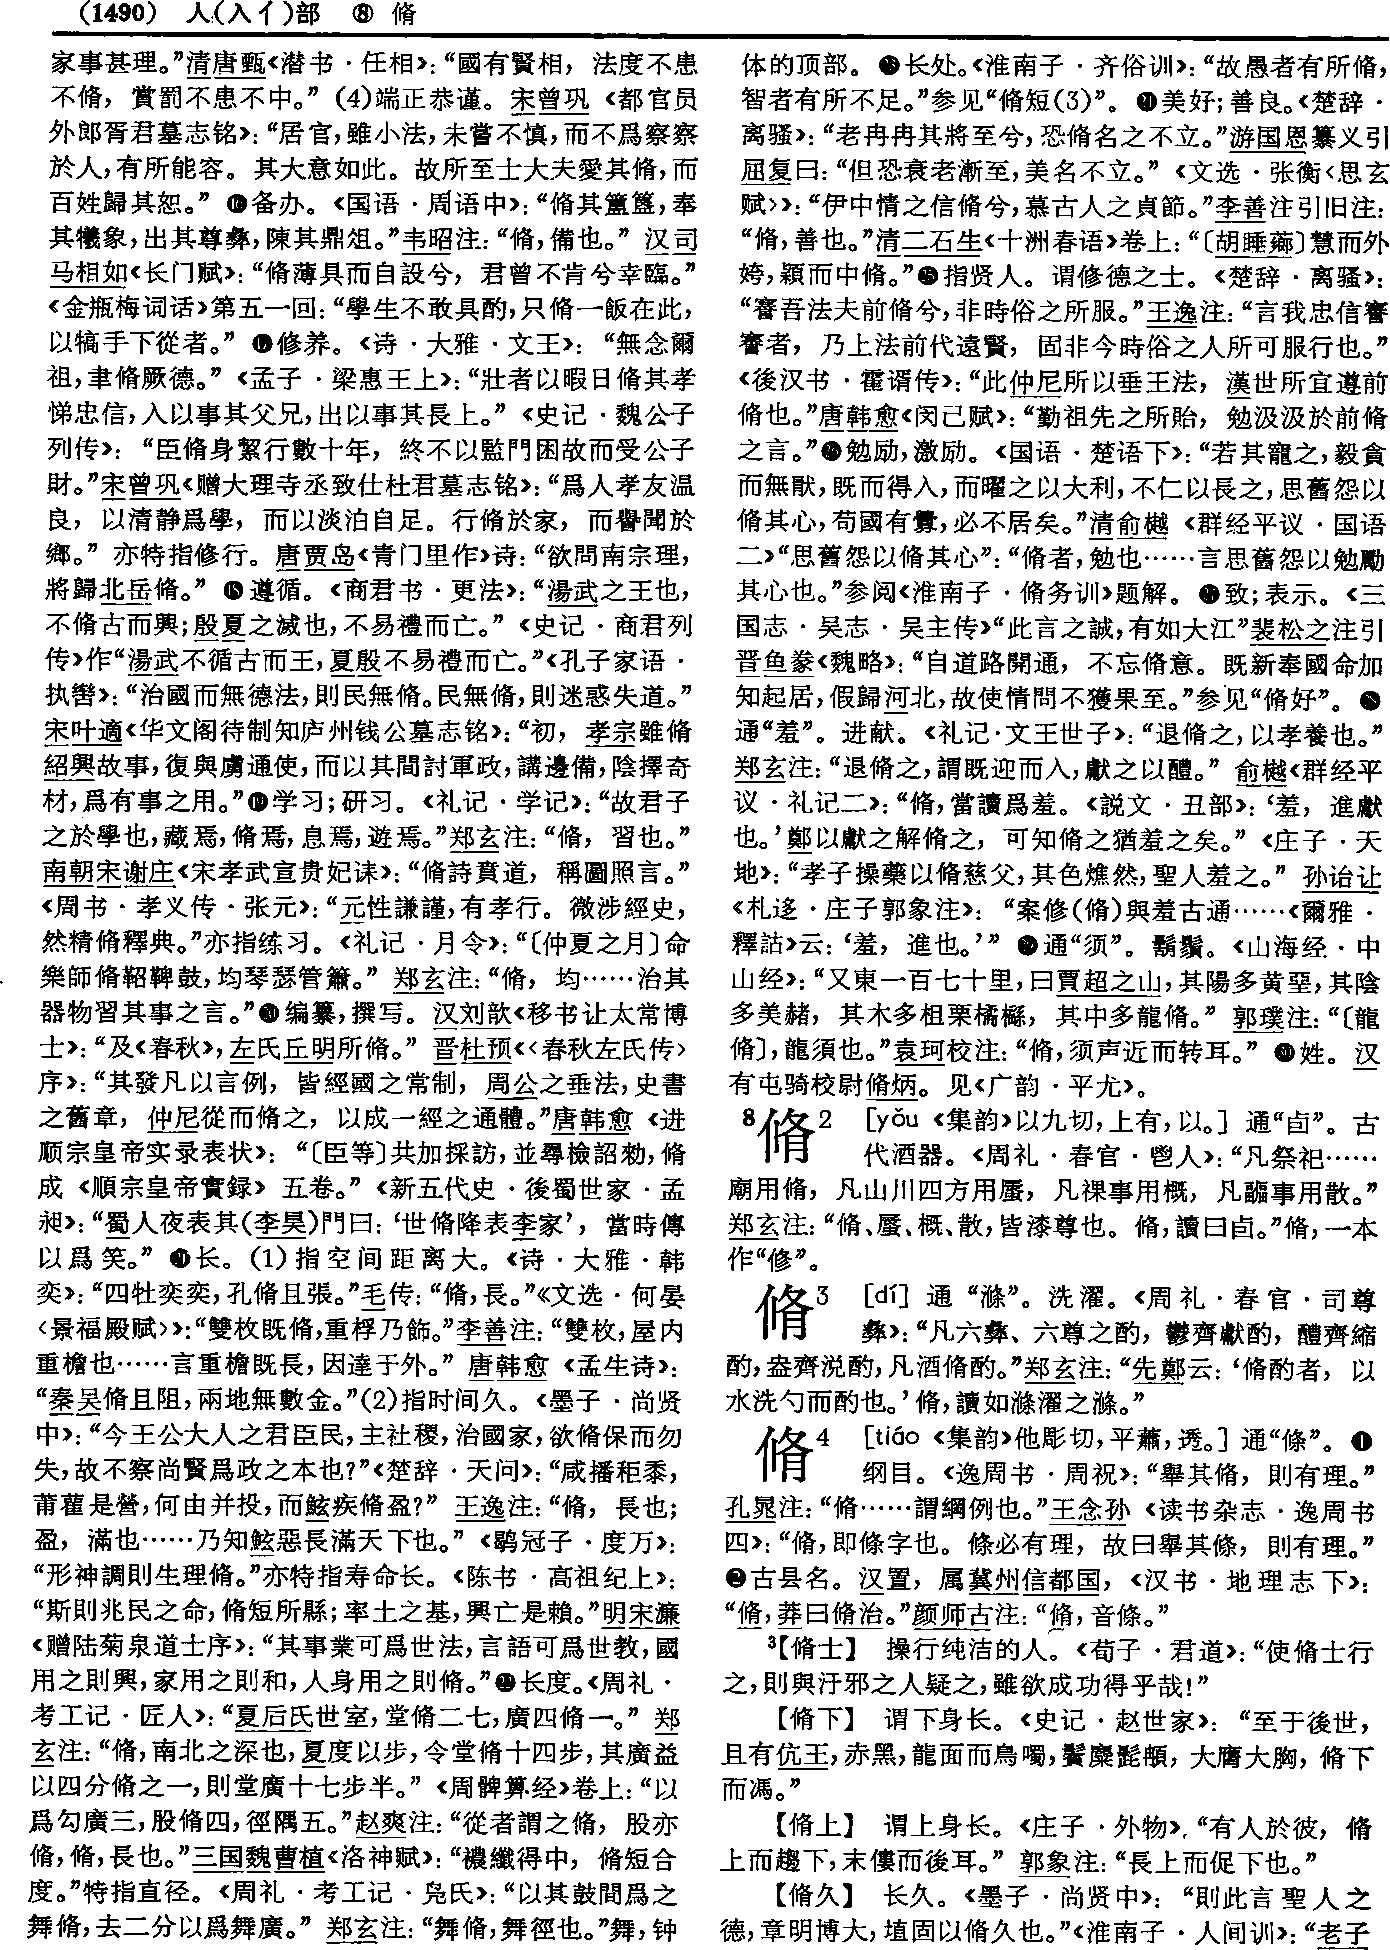 (1490) 人(入亻)部 ⑧ 脩
家事甚理。”清唐甄《潜书·任相》：“國有賢相，法度不患
不脩，賞罰不患不中。”(4)端正恭谨。宋曾巩《都官员
外郎胥君墓志铭》：“居官，雖小法，未嘗不慎，而不爲察察
於人，有所能容。其大意如此。故所至士大夫愛其脩，而
百姓歸其恕。”⓰备办。《国语·周语中》：“脩其簠簋，奉
其犧象，出其尊彝，陳其鼎俎。”韦昭注：“脩，備也。”汉司
马相如《长门赋》：“脩薄具而自設兮，君曾不肯兮幸臨。”
《金瓶梅词话》第五一回：“學生不敢具酌，只脩一飯在此，
以犒手下從者。”⓱修养。《诗·大雅·文王》：“無念爾
祖，聿脩厥德。”《孟子·梁惠王上》：“壯者以暇日脩其孝
悌忠信，入以事其父兄，出以事其長上。”《史记·魏公子
列传》：“臣脩身絜行數十年，終不以監門困故而受公子
財。”宋曾巩《赠大理寺丞致仕杜君墓志铭》：“爲人孝友温
良，以清静爲學，而以淡泊自足。行脩於家，而譽聞於
鄉。”亦特指修行。唐贾岛《青门里作》诗：“欲問南宗理，
將歸北岳脩。”⓲遵循。《商君书·更法》：“湯武之王也，
不脩古而興；殷夏之滅也，不易禮而亡。”《史记·商君列
传》作“湯武不循古而王，夏殷不易禮而亡。”《孔子家语·
执辔》：“治國而無德法，則民無脩。民無脩，則迷惑失道。”
宋叶適《华文阁待制知庐州钱公墓志铭》：“初，孝宗雖脩
紹興故事，復與虜通使，而以其間討軍政，講邊備，陰擇奇
材，爲有事之用。”⓳学习；研习。《礼记·学记》：“故君子
之於學也，藏焉，脩焉，息焉，遊焉。”郑玄注：“脩，習也。”
南朝宋谢庄《宋孝武宣贵妃诔》：“脩詩賁道，稱圖照言。”
《周书·孝义传·张元》：“元性謙謹，有孝行。微涉經史，
然精脩釋典。”亦指练习。《礼记·月令》：“〔仲夏之月〕命
樂師脩鞀鞞鼓，均琴瑟管簫。”郑玄注：“脩，均……治其
器物習其事之言。”⓴编纂，撰写。汉刘歆《移书让太常博
士》：“及《春秋》，左氏丘明所脩。”晋杜预《〈春秋左氏传〉
序》：“其發凡以言例，皆經國之常制，周公之垂法，史書
之舊章，仲尼從而脩之，以成一經之通體。”唐韩愈《进
顺宗皇帝实录表状》：“〔臣等〕共加採訪，並尋檢詔勑，脩
成《順宗皇帝實録》五卷。”《新五代史·後蜀世家·孟
昶》：“蜀人夜表其(李昊)門曰：‘世脩降表李家’，當時傳
以爲笑。”㉑长。(1)指空间距离大。《诗·大雅·韩
奕》：“四牡奕奕，孔脩且張。”毛传：“脩，長。”《文选·何晏
〈景福殿赋〉》：“雙枚既脩，重桴乃飾。”李善注：“雙枚，屋内
重檐也……言重檐既長，因達于外。”唐韩愈《孟生诗》：
“秦吴脩且阻，兩地無數金。”(2)指时间久。《墨子·尚贤
中》：“今王公大人之君臣民，主社稷，治國家，欲脩保而勿
失，故不察尚賢爲政之本也？”《楚辞·天问》：“咸播秬黍，
莆雚是營，何由并投，而鮌疾脩盈？”王逸注：“脩，長也；
盈，滿也……乃知鮌惡長滿天下也。”《鹖冠子·度万》：
“形神調則生理脩。”亦特指寿命长。《陈书·高祖纪上》：
“斯則兆民之命，脩短所縣；率土之基，興亡是賴。”明宋濂
《赠陆菊泉道士序》：“其事業可爲世法，言語可爲世教，國
用之則興，家用之則和，人身用之則脩。”㉒长度。《周礼·
考工记·匠人》：“夏后氏世室，堂脩二七，廣四脩一。”郑
玄注：“脩，南北之深也，夏度以步，令堂脩十四步，其廣益
以四分脩之一，則堂廣十七步半。”《周髀算经》卷上：“以
爲勾廣三，股脩四，徑隅五。”赵爽注：“從者謂之脩，股亦
脩，脩，長也。”三国魏曹植《洛神赋》：“襛纖得中，脩短合
度。”特指直径。《周礼·考工记·凫氏》：“以其鼓間爲之
舞脩，去二分以爲舞廣。”郑玄注：“舞脩，舞徑也。”舞，钟
体的顶部。㉓长处。《淮南子·齐俗训》：“故愚者有所脩，
智者有所不足。”参见“脩短(3)”。㉔美好；善良。《楚辞·
离骚》：“老冉冉其將至兮，恐脩名之不立。”游国恩纂义引
屈复曰：“但恐衰老漸至，美名不立。”《文选·张衡〈思玄
赋〉》：“伊中情之信脩兮，慕古人之貞節。”李善注引旧注：
“脩，善也。”清二石生《十洲春语》卷上：“〔胡睡薌〕慧而外
姱，穎而中脩。”㉕指贤人。谓修德之士。《楚辞·离骚》：
“謇吾法夫前脩兮，非時俗之所服。”王逸注：“言我忠信謇
謇者，乃上法前代遠賢，固非今時俗之人所可服行也。”
《後汉书·霍谞传》：“此仲尼所以垂王法，漢世所宜遵前
脩也。”唐韩愈《闵己赋》：“勤祖先之所貽，勉汲汲於前脩
之言。”㉖勉励，激励。《国语·楚语下》：“若其寵之，毅貪
而無猒，既而得入，而曜之以大利，不仁以長之，思舊怨以
脩其心，苟國有釁，必不居矣。”清俞樾《群经平议·国语
二》“思舊怨以脩其心”：“脩者，勉也……言思舊怨以勉勵
其心也。”参阅《淮南子·脩务训》题解。㉗致；表示。《三
国志·吴志·吴主传》“此言之誠，有如大江”裴松之注引
晋鱼豢《魏略》：“自道路開通，不忘脩意。既新奉國命加
知起居，假歸河北，故使情問不獲果至。”参见“脩好”。㉘
通“羞”。进献。《礼记·文王世子》：“退脩之，以孝養也。”
郑玄注：“退脩之，謂既迎而入，獻之以醴。”俞樾《群经平
议·礼记二》：“脩，當讀爲羞。《説文·丑部》：‘羞，進獻
也。’鄭以獻之解脩之，可知脩之猶羞之矣。”《庄子·天
地》：“孝子操藥以脩慈父，其色燋然，聖人羞之。”孙诒让
《札迻·庄子郭象注》：“案修(脩)與羞古通……《爾雅·
釋詁》云：‘羞，進也。’”㉙通“须”。鬍鬚。《山海经·中
山经》：“又東一百七十里，曰賈超之山，其陽多黄堊，其陰
多美赭，其木多柤栗橘櫾，其中多龍脩。”郭璞注：“〔龍
脩〕，龍須也。”袁珂校注：“脩，须声近而转耳。”㉚姓。汉
有屯骑校尉脩炳。见《广韵·平尤》。
⁸脩² [yǒu《集韵》以九切，上有，以。]通“卣”。古
代酒器。《周礼·春官·鬯人》：“凡祭祀……
廟用脩，凡山川四方用蜃，凡祼事用概，凡疈事用散。”
郑玄注：“脩、蜃、概、散，皆漆尊也。脩，讀曰卣。”脩，一本
作“修”。
脩³ [dí]通“滌”。洗濯。《周礼·春官·司尊
彝》：“凡六彝、六尊之酌，鬱齊獻酌，醴齊縮
酌，盎齊涚酌，凡酒脩酌。”郑玄注：“先鄭云：‘脩酌者，以
水洗勺而酌也。’脩，讀如滌濯之滌。”
脩⁴ [tiáo《集韵》他彫切，平蕭，透。]通“條”。❶
纲目。《逸周书·周祝》：“舉其脩，則有理。”
孔晁注：“脩……謂綱例也。”王念孙《读书杂志·逸周书
四》：“脩，即條字也。條必有理，故曰舉其條，則有理。”
❷古县名。汉置，属冀州信都国，《汉书·地理志下》：
“脩，莽曰脩治。”颜师古注：“脩，音條。”
³【脩士】 操行纯洁的人。《荀子·君道》：“使脩士行
之，則與汙邪之人疑之，雖欲成功得乎哉！”
【脩下】 谓下身长。《史记·赵世家》：“至于後世，
且有伉王，赤黑，龍面而鳥噣，鬢麋髭䫇，大膺大胸，脩下
而馮。”
【脩上】 谓上身长。《庄子·外物》：“有人於彼，脩
上而趨下，末僂而後耳。”郭象注：“長上而促下也。”
【脩久】 长久。《墨子·尚贤中》：“則此言聖人之
德，章明博大，埴固以脩久也。”《淮南子·人间训》：“老子